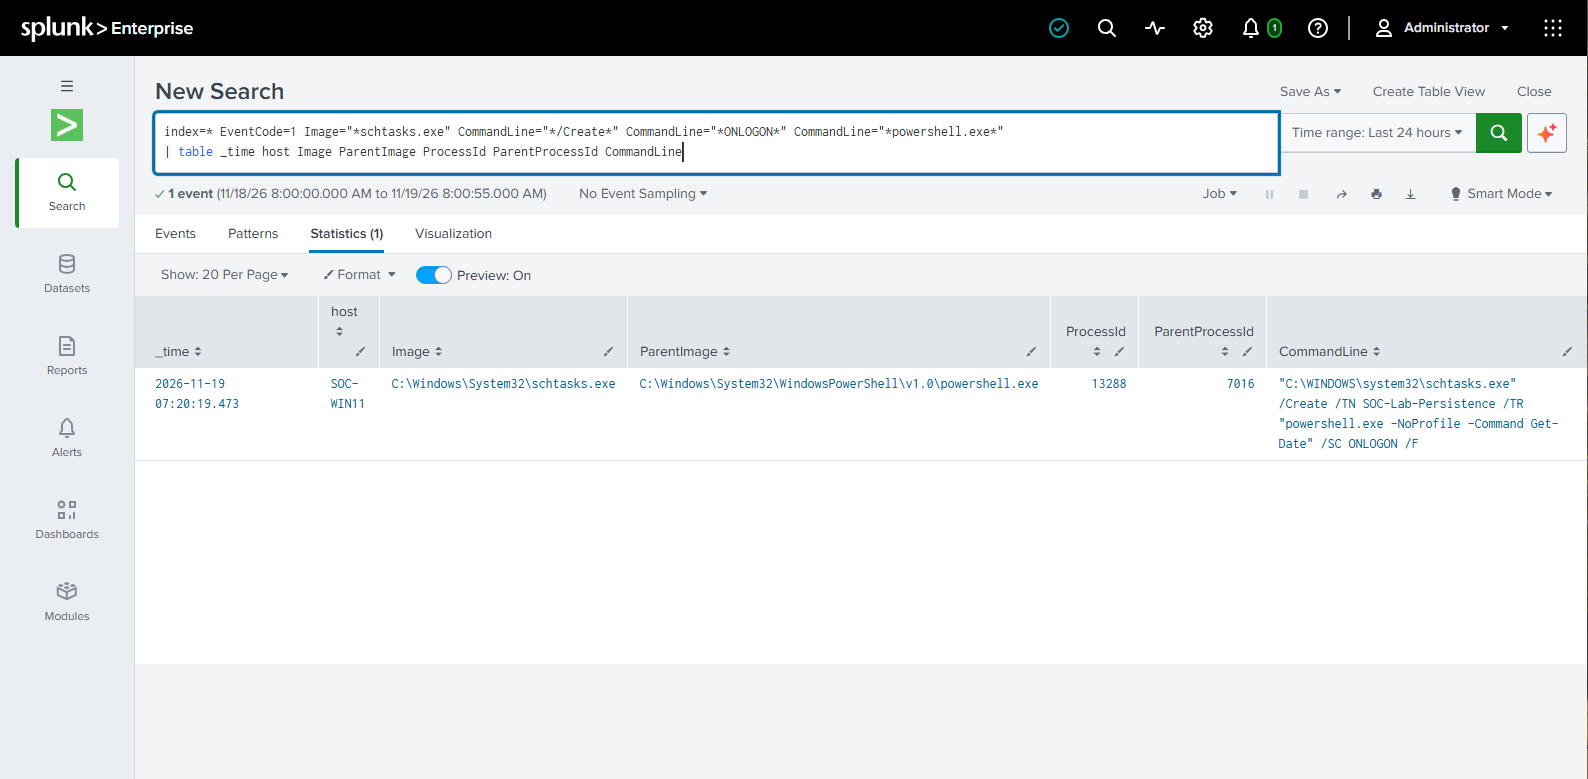 splunk> Enterprise
1
Administrator
New Search
Save As
Create Table View
Close
index=* EventCode=1 Image="*schtasks.exe" CommandLine="*/Create*" CommandLine="*ONLOGON*" CommandLine="*powershell.exe*"
| table _time host Image ParentImage ProcessId ParentProcessId CommandLine
Time range: Last 24 hours
1 event (11/18/26 8:00:00.000 AM to 11/19/26 8:00:55.000 AM)
No Event Sampling
Job
Smart Mode
Search
Datasets
Reports
Alerts
Dashboards
Modules
Events
Patterns
Statistics (1)
Visualization
Show: 20 Per Page
Format
Preview: On
_time
host
Image
ParentImage
ProcessId
ParentProcessId
CommandLine
2026-11-19
07:20:19.473
SOC-
WIN11
C:\Windows\System32\schtasks.exe
C:\Windows\System32\WindowsPowerShell\v1.0\powershell.exe
13288
7016
"C:\WINDOWS\system32\schtasks.exe"
/Create /TN SOC-Lab-Persistence /TR
"powershell.exe -NoProfile -Command Get-
Date" /SC ONLOGON /F